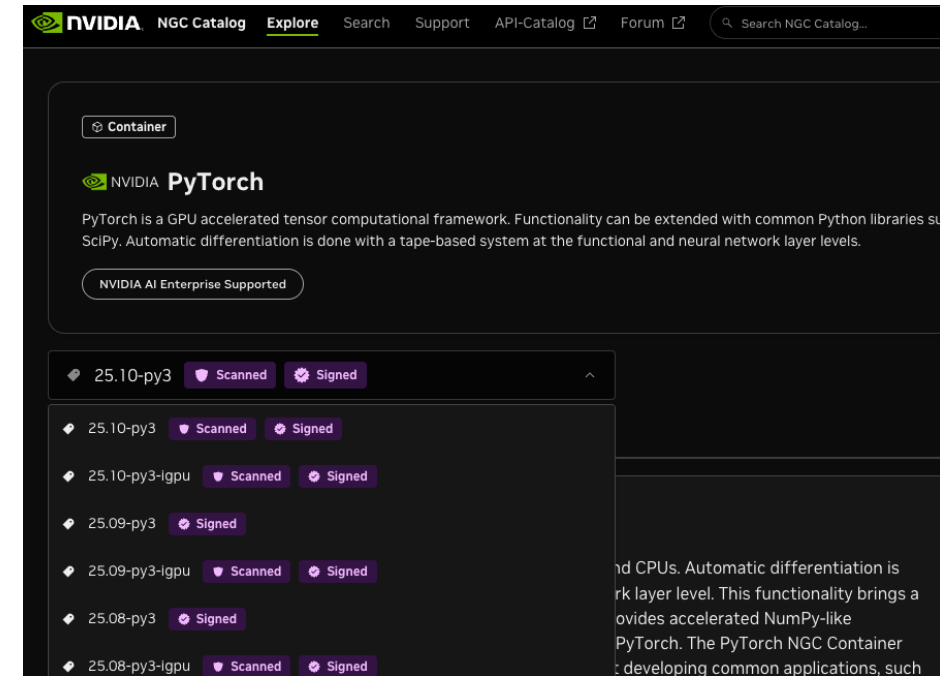 NVIDIA. NGC Catalog Explore Search Support API-Catalog Forum Search NGC Catalog...
Container
NVIDIA PyTorch
PyTorch is a GPU accelerated tensor computational framework. Functionality can be extended with common Python libraries su
SciPy. Automatic differentiation is done with a tape-based system at the functional and neural network layer levels.
NVIDIA AI Enterprise Supported
25.10-py3 Scanned Signed
25.10-py3 Scanned Signed
25.10-py3-igpu Scanned Signed
25.09-py3 Signed
25.09-py3-igpu Scanned Signed
nd CPUs. Automatic differentiation is
rk layer level. This functionality brings a
25.08-py3 Signed
ovides accelerated NumPy-like
PyTorch. The PyTorch NGC Container
25.08-py3-igpu Scanned Signed
t developing common applications, such